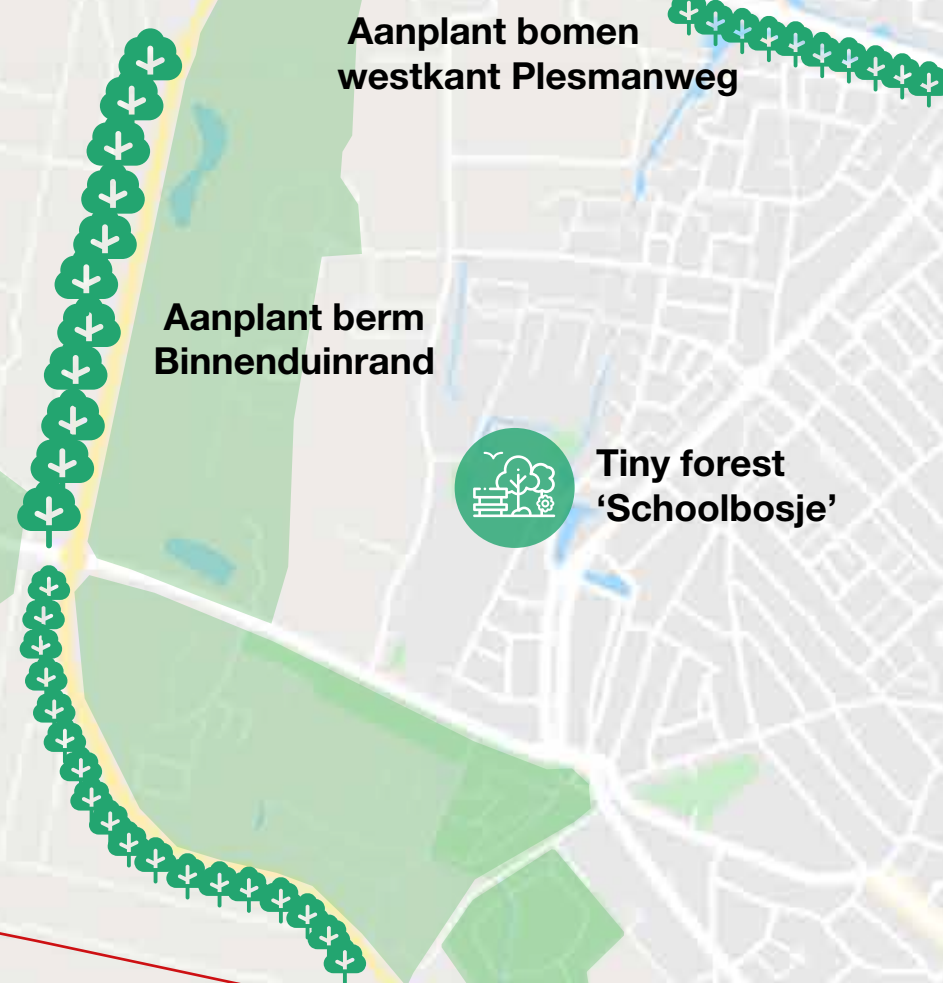 Aanplant bomen
westkant Plesmanweg
Aanplant berm
Binnenduinrand
Tiny forest
‘Schoolbosje’